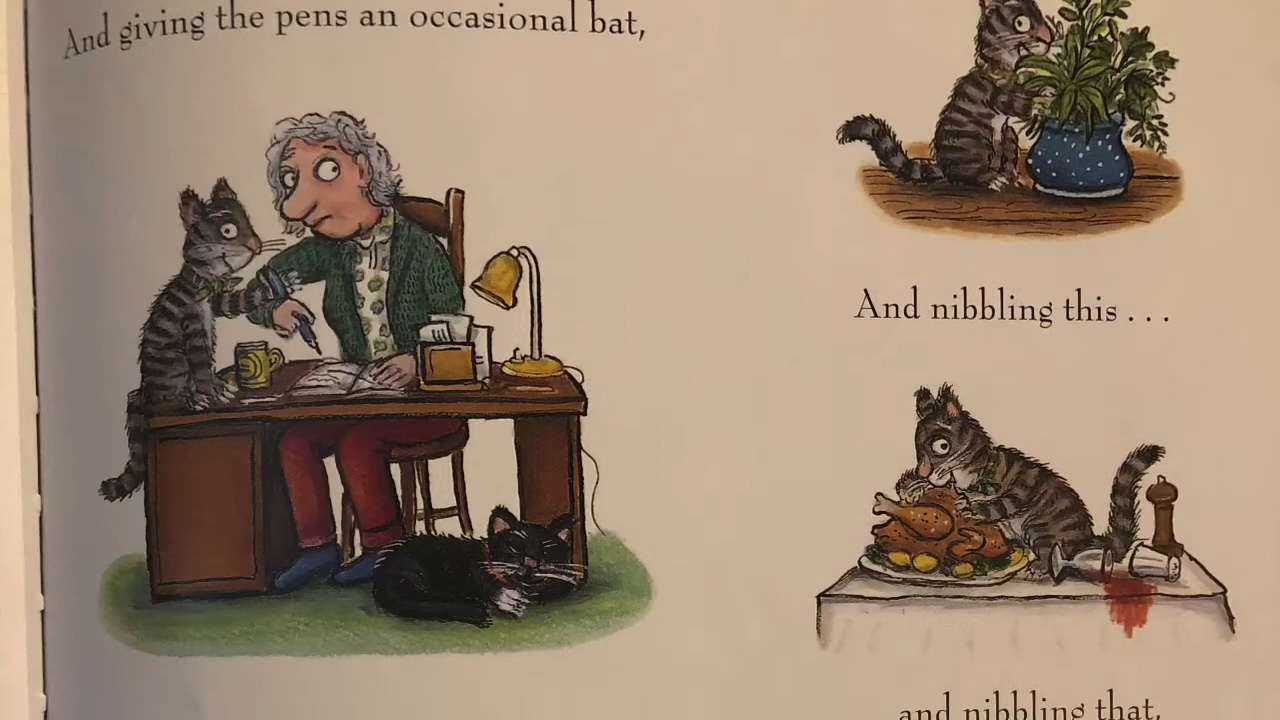 And giving the pens an occasional bat,
And nibbling this . . .
and nibbling that,